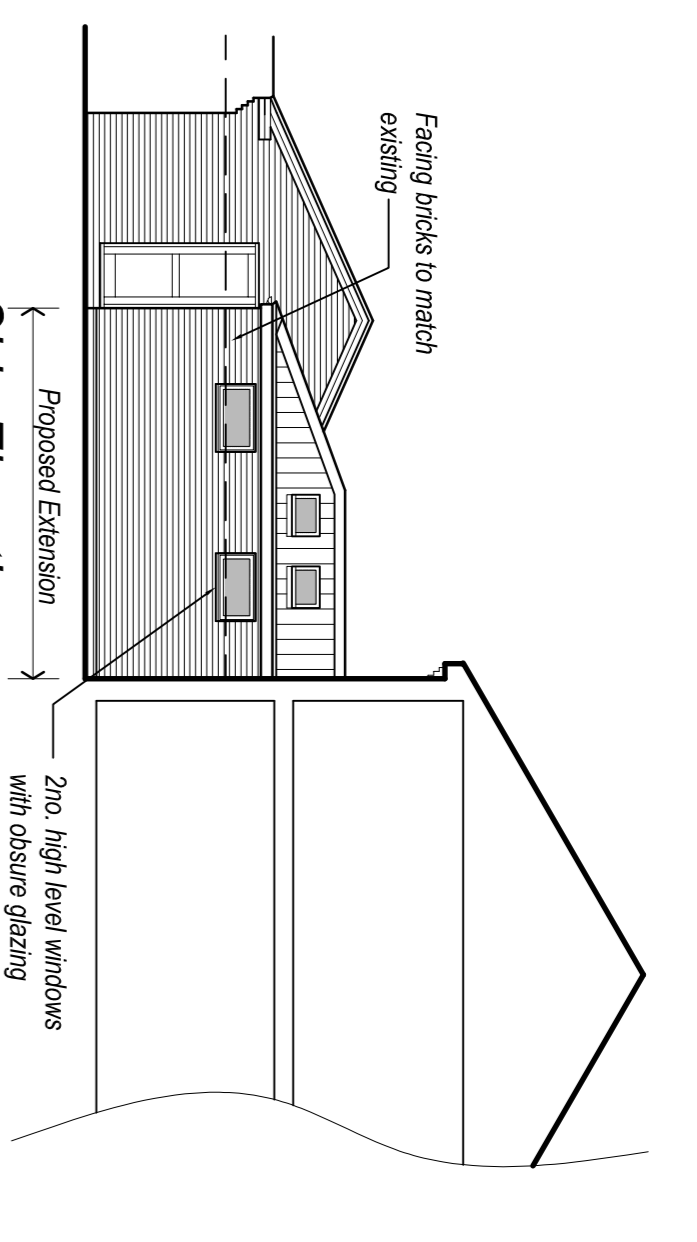 Facing bricks to match
existing
Proposed Extension
2no. high level windows
with obsure glazing